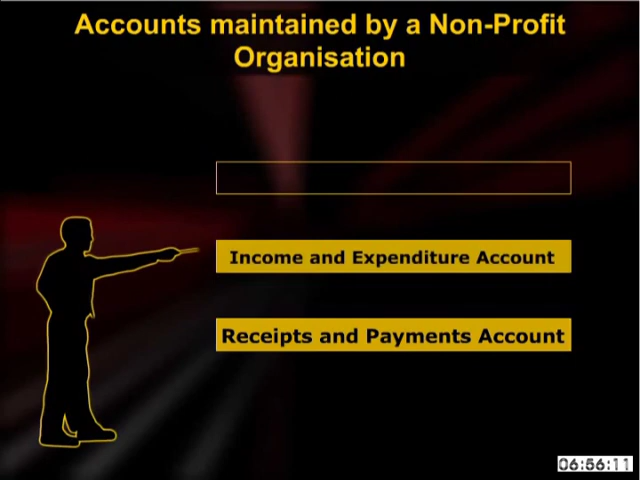 Accounts maintained by a Non-Profit
Organisation
Income and Expenditure Account
Receipts and Payments Account
06:56:11